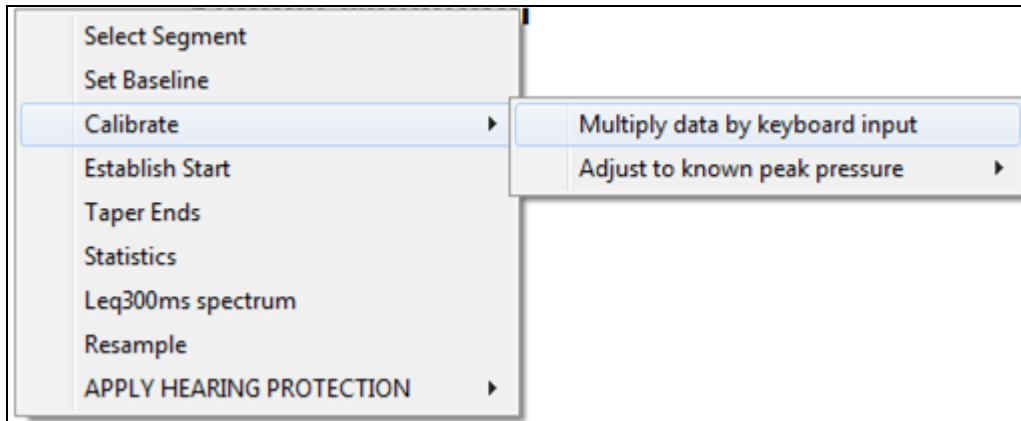 Select Segment
Set Baseline
Calibrate
Multiply data by keyboard input
Establish Start
Adjust to known peak pressure
Taper Ends
Statistics
Leq300ms spectrum
Resample
APPLY HEARING PROTECTION